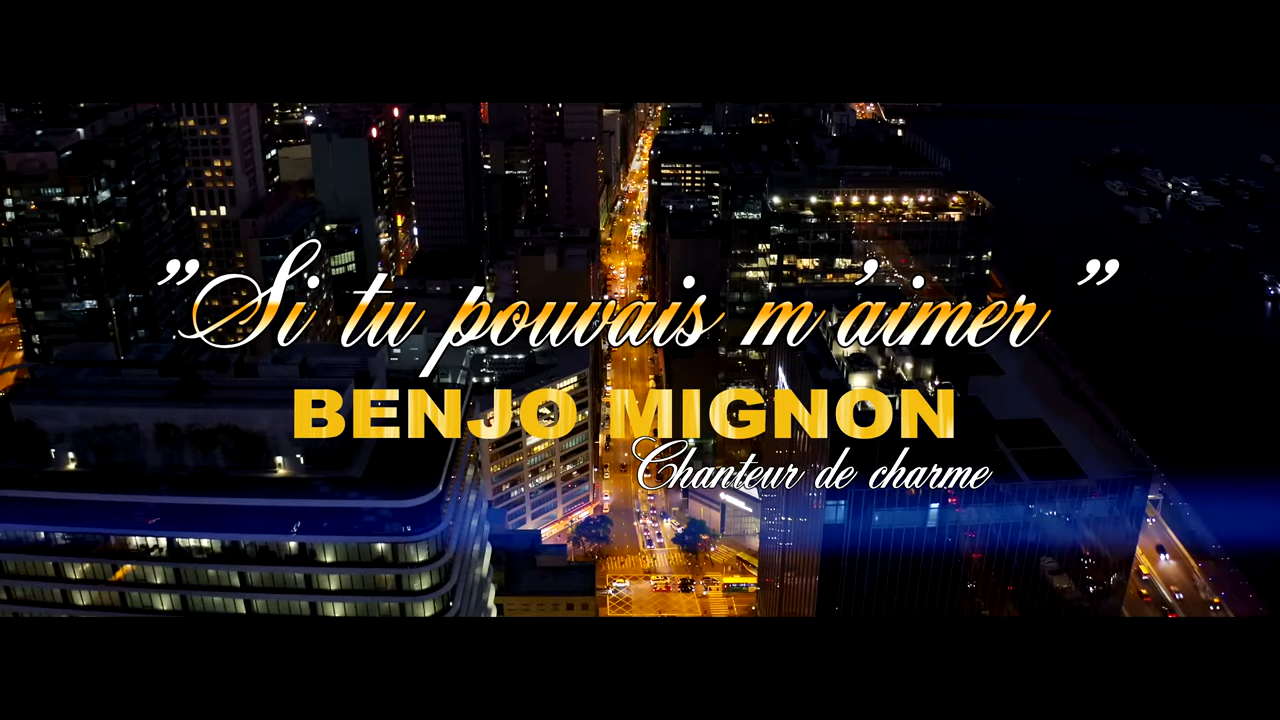 ”Si tu pouvais m’aimer ”
BENJO MIGNON
Chanteur de charme